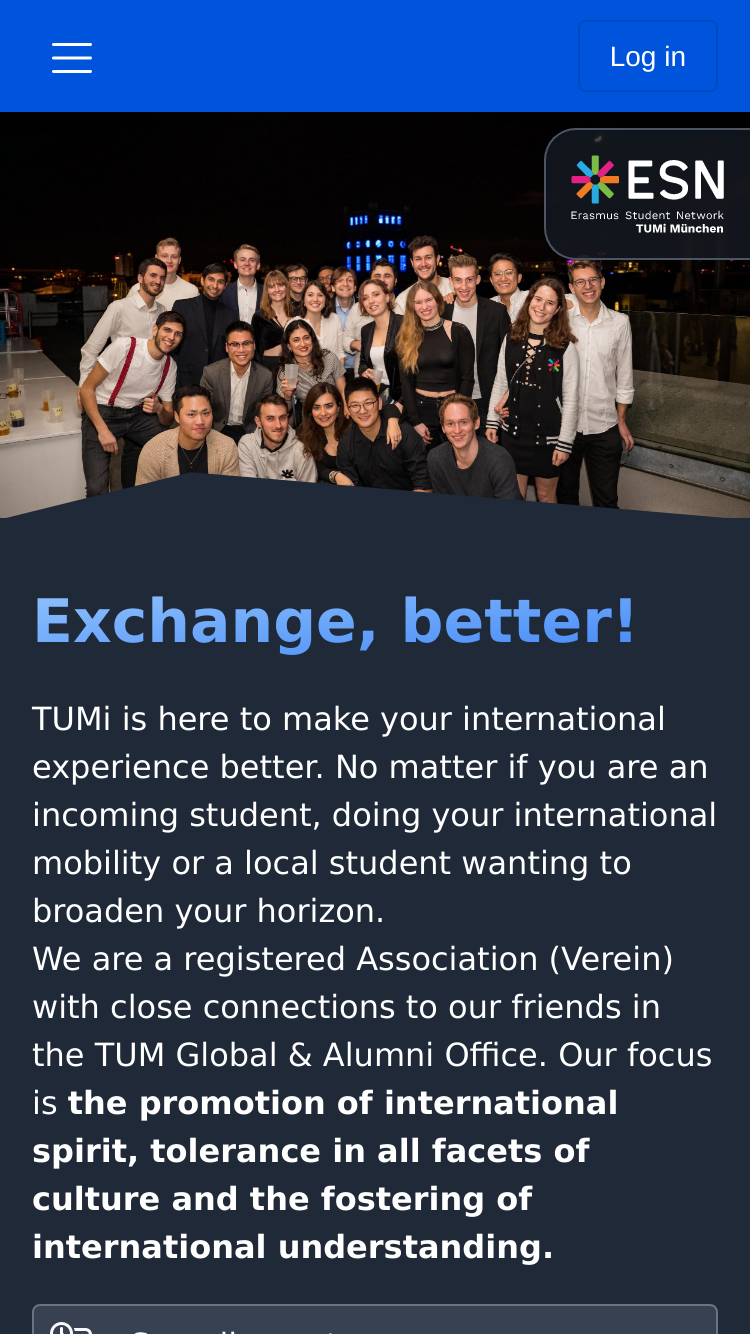 Log in
ESN
Erasmus Student Network
TUMi München
Exchange, better!
TUMi is here to make your international
experience better. No matter if you are an
incoming student, doing your international
mobility or a local student wanting to
broaden your horizon.
We are a registered Association (Verein)
with close connections to our friends in
the TUM Global & Alumni Office. Our focus
is the promotion of international
spirit, tolerance in all facets of
culture and the fostering of
international understanding.